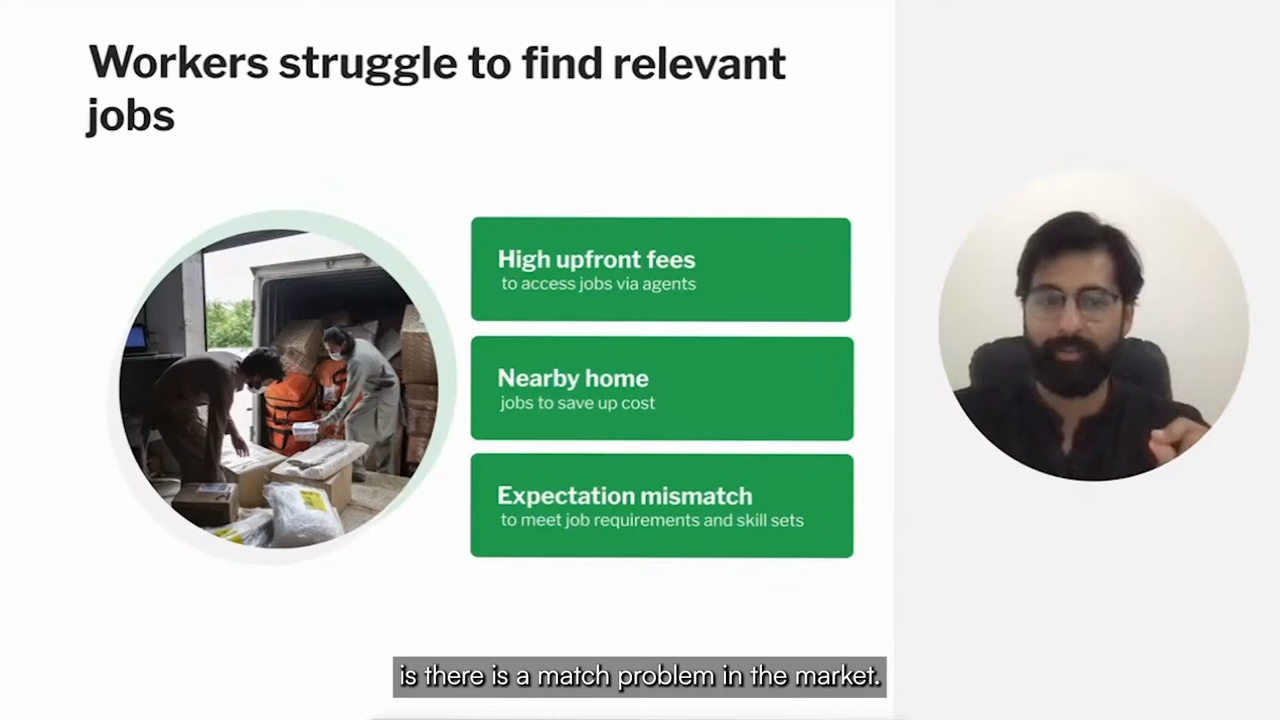 Workers struggle to find relevant
jobs
High upfront fees
to access jobs via agents
Nearby home
jobs to save up cost
Expectation mismatch
to meet job requirements and skill sets
is there is a match problem in the market.